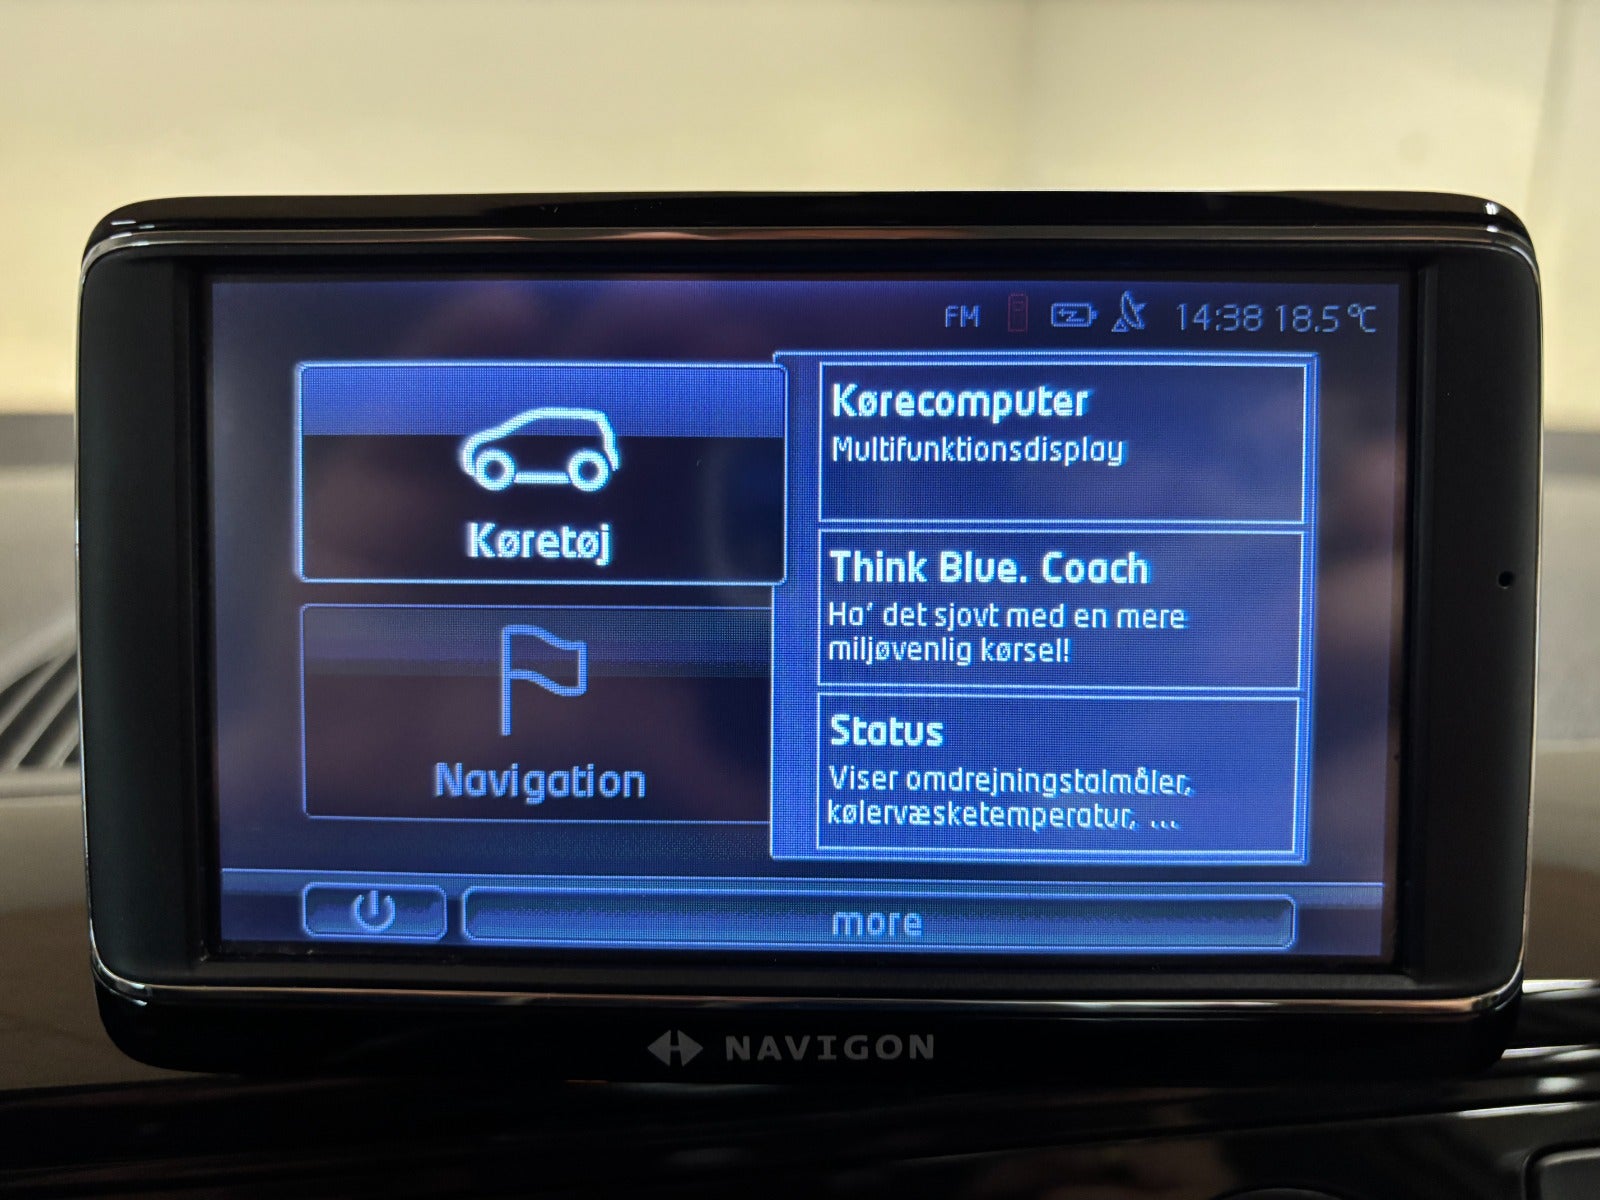 FM 14:38 18.5°C
Køretøj
Navigation
Kørecomputer
Multifunktionsdisplay
Think Blue. Coach
Ha' det sjovt med en mere
miljøvenlig kørsel!
Status
Viser omdrejningstalmåler,
kølervæsketemperatur, ...
more
NAVIGON